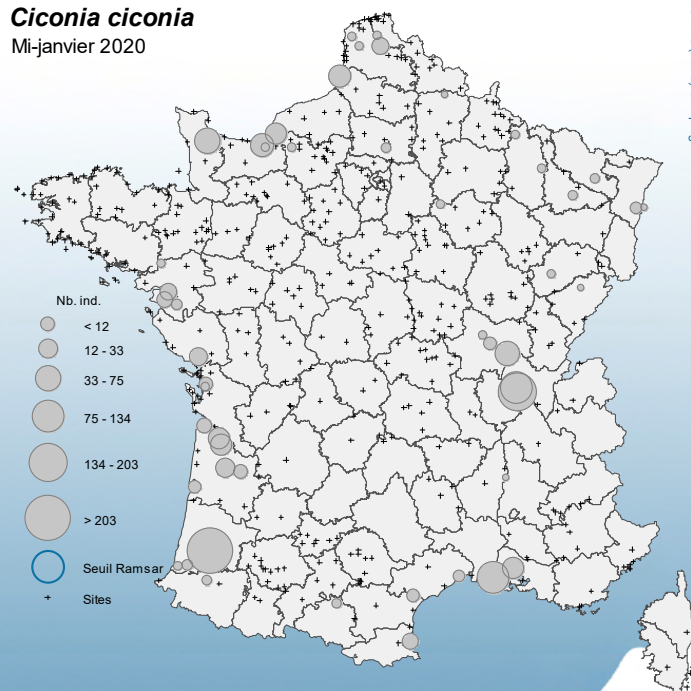 Ciconia ciconia
Mi-janvier 2020
Nb. ind.
< 12
12 - 33
33 - 75
75 - 134
134 - 203
> 203
Seuil Ramsar
Sites